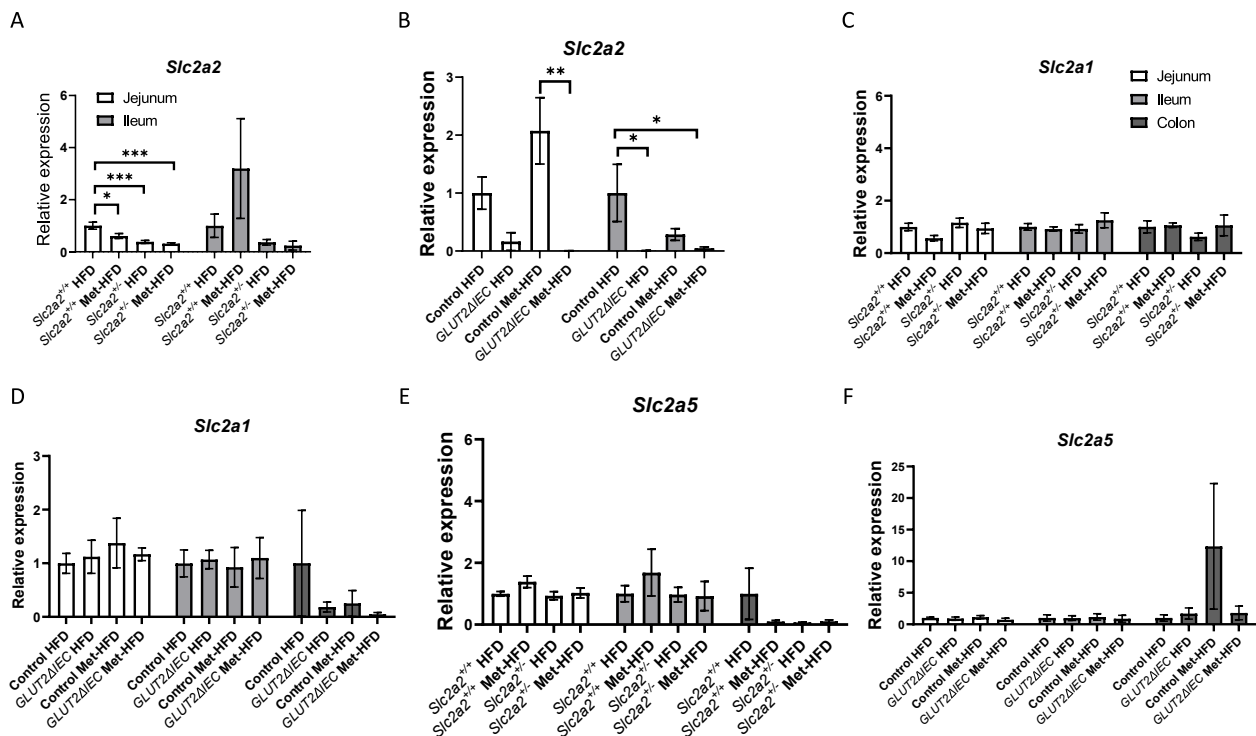 A
Slc2a2
Relative expression
6
4
2
0
Jejunum
Ileum
***
***
*
Slc2a2+/+ HFD
Slc2a2+/+ Met-HFD
Slc2a2+/- HFD
Slc2a2+/- Met-HFD
Slc2a2+/+ HFD
Slc2a2+/+ Met-HFD
Slc2a2+/- HFD
Slc2a2+/- Met-HFD
B
Slc2a2
Relative expression
3
2
1
0
**
*
*
Control HFD
GLUT2ΔIEC HFD
Control Met-HFD
GLUT2ΔIEC Met-HFD
Control HFD
GLUT2ΔIEC HFD
Control Met-HFD
GLUT2ΔIEC Met-HFD
C
Slc2a1
Relative expression
6
4
2
0
Jejunum
Ileum
Colon
Slc2a2+/+ HFD
Slc2a2+/+ Met-HFD
Slc2a2+/- HFD
Slc2a2+/- Met-HFD
Slc2a2+/+ HFD
Slc2a2+/+ Met-HFD
Slc2a2+/- HFD
Slc2a2+/- Met-HFD
Slc2a2+/+ HFD
Slc2a2+/+ Met-HFD
Slc2a2+/- HFD
Slc2a2+/- Met-HFD
D
Slc2a1
Relative expression
3
2
1
0
Control HFD
GLUT2ΔIEC HFD
Control Met-HFD
GLUT2ΔIEC Met-HFD
Control HFD
GLUT2ΔIEC HFD
Control Met-HFD
GLUT2ΔIEC Met-HFD
Control HFD
GLUT2ΔIEC HFD
Control Met-HFD
GLUT2ΔIEC Met-HFD
E
Slc2a5
Relative expression
6
4
2
0
Slc2a2+/+ HFD
Slc2a2+/+ Met-HFD
Slc2a2+/- HFD
Slc2a2+/- Met-HFD
Slc2a2+/+ HFD
Slc2a2+/+ Met-HFD
Slc2a2+/- HFD
Slc2a2+/- Met-HFD
Slc2a2+/+ HFD
Slc2a2+/+ Met-HFD
Slc2a2+/- HFD
Slc2a2+/- Met-HFD
F
Slc2a5
Relative expression
25
20
15
10
5
0
Control HFD
GLUT2ΔIEC HFD
Control Met-HFD
GLUT2ΔIEC Met-HFD
Control HFD
GLUT2ΔIEC HFD
Control Met-HFD
GLUT2ΔIEC Met-HFD
Control HFD
GLUT2ΔIEC HFD
Control Met-HFD
GLUT2ΔIEC Met-HFD